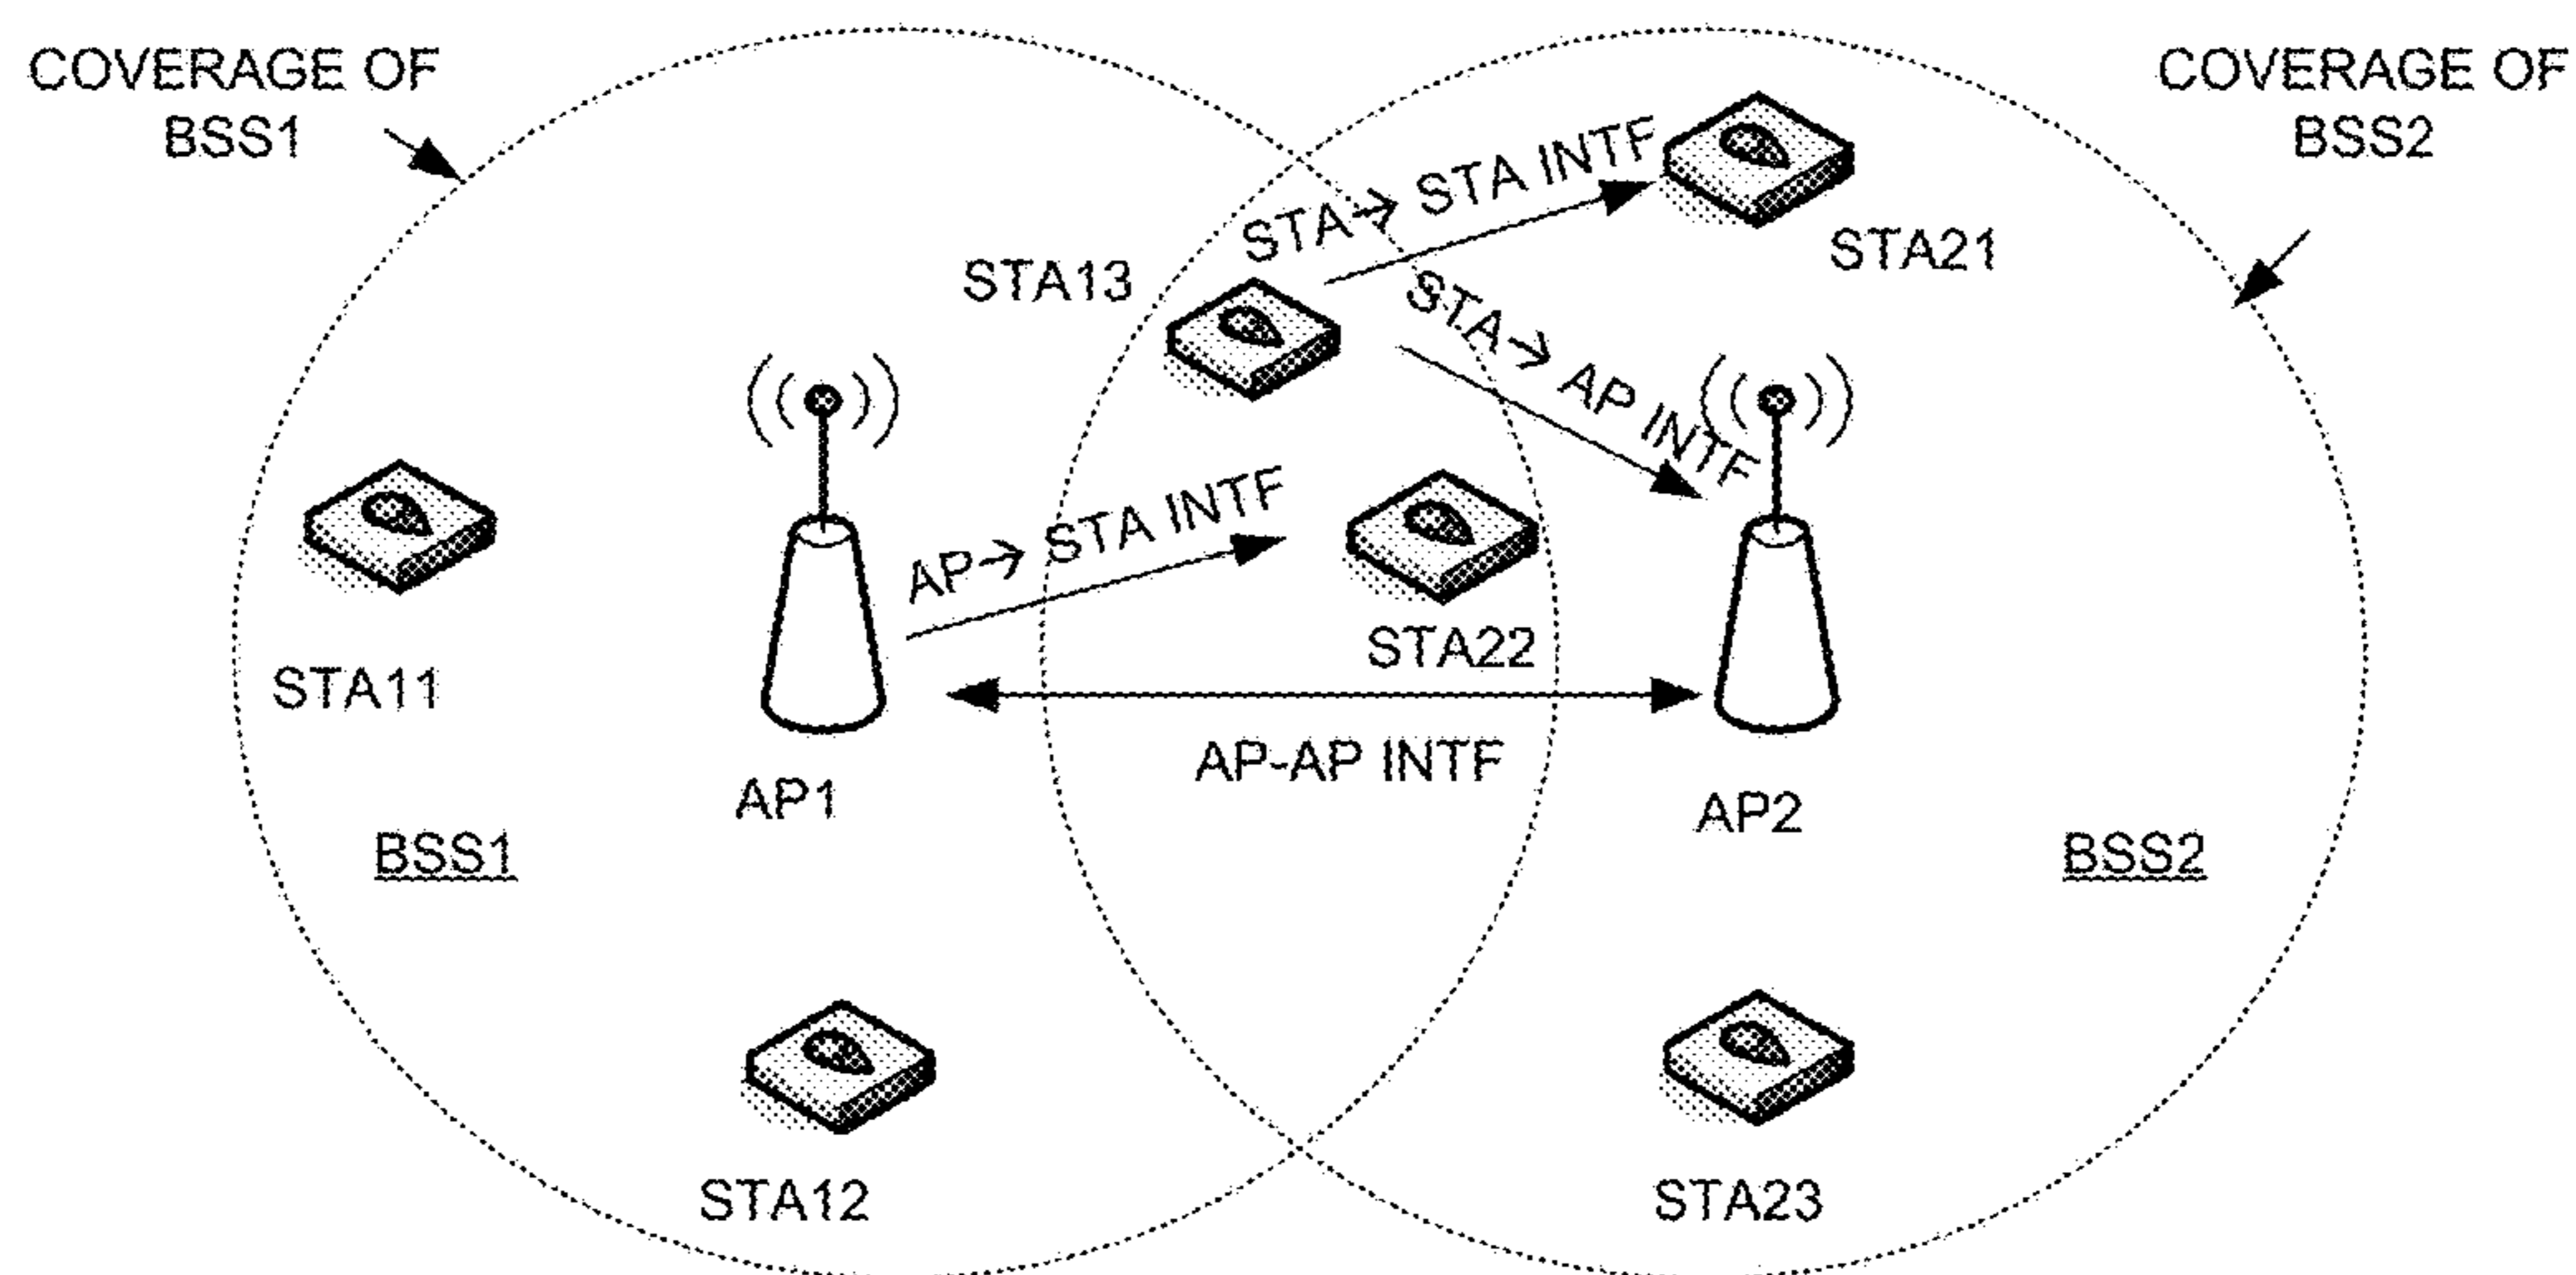 COVERAGE OF
BSS1
COVERAGE OF
BSS2
STA→ STA INTF
STA21
STA13
STA→ AP INTF
AP→ STA INTF
STA22
STA11
AP-AP INTF
AP1
AP2
BSS1
BSS2
STA12
STA23